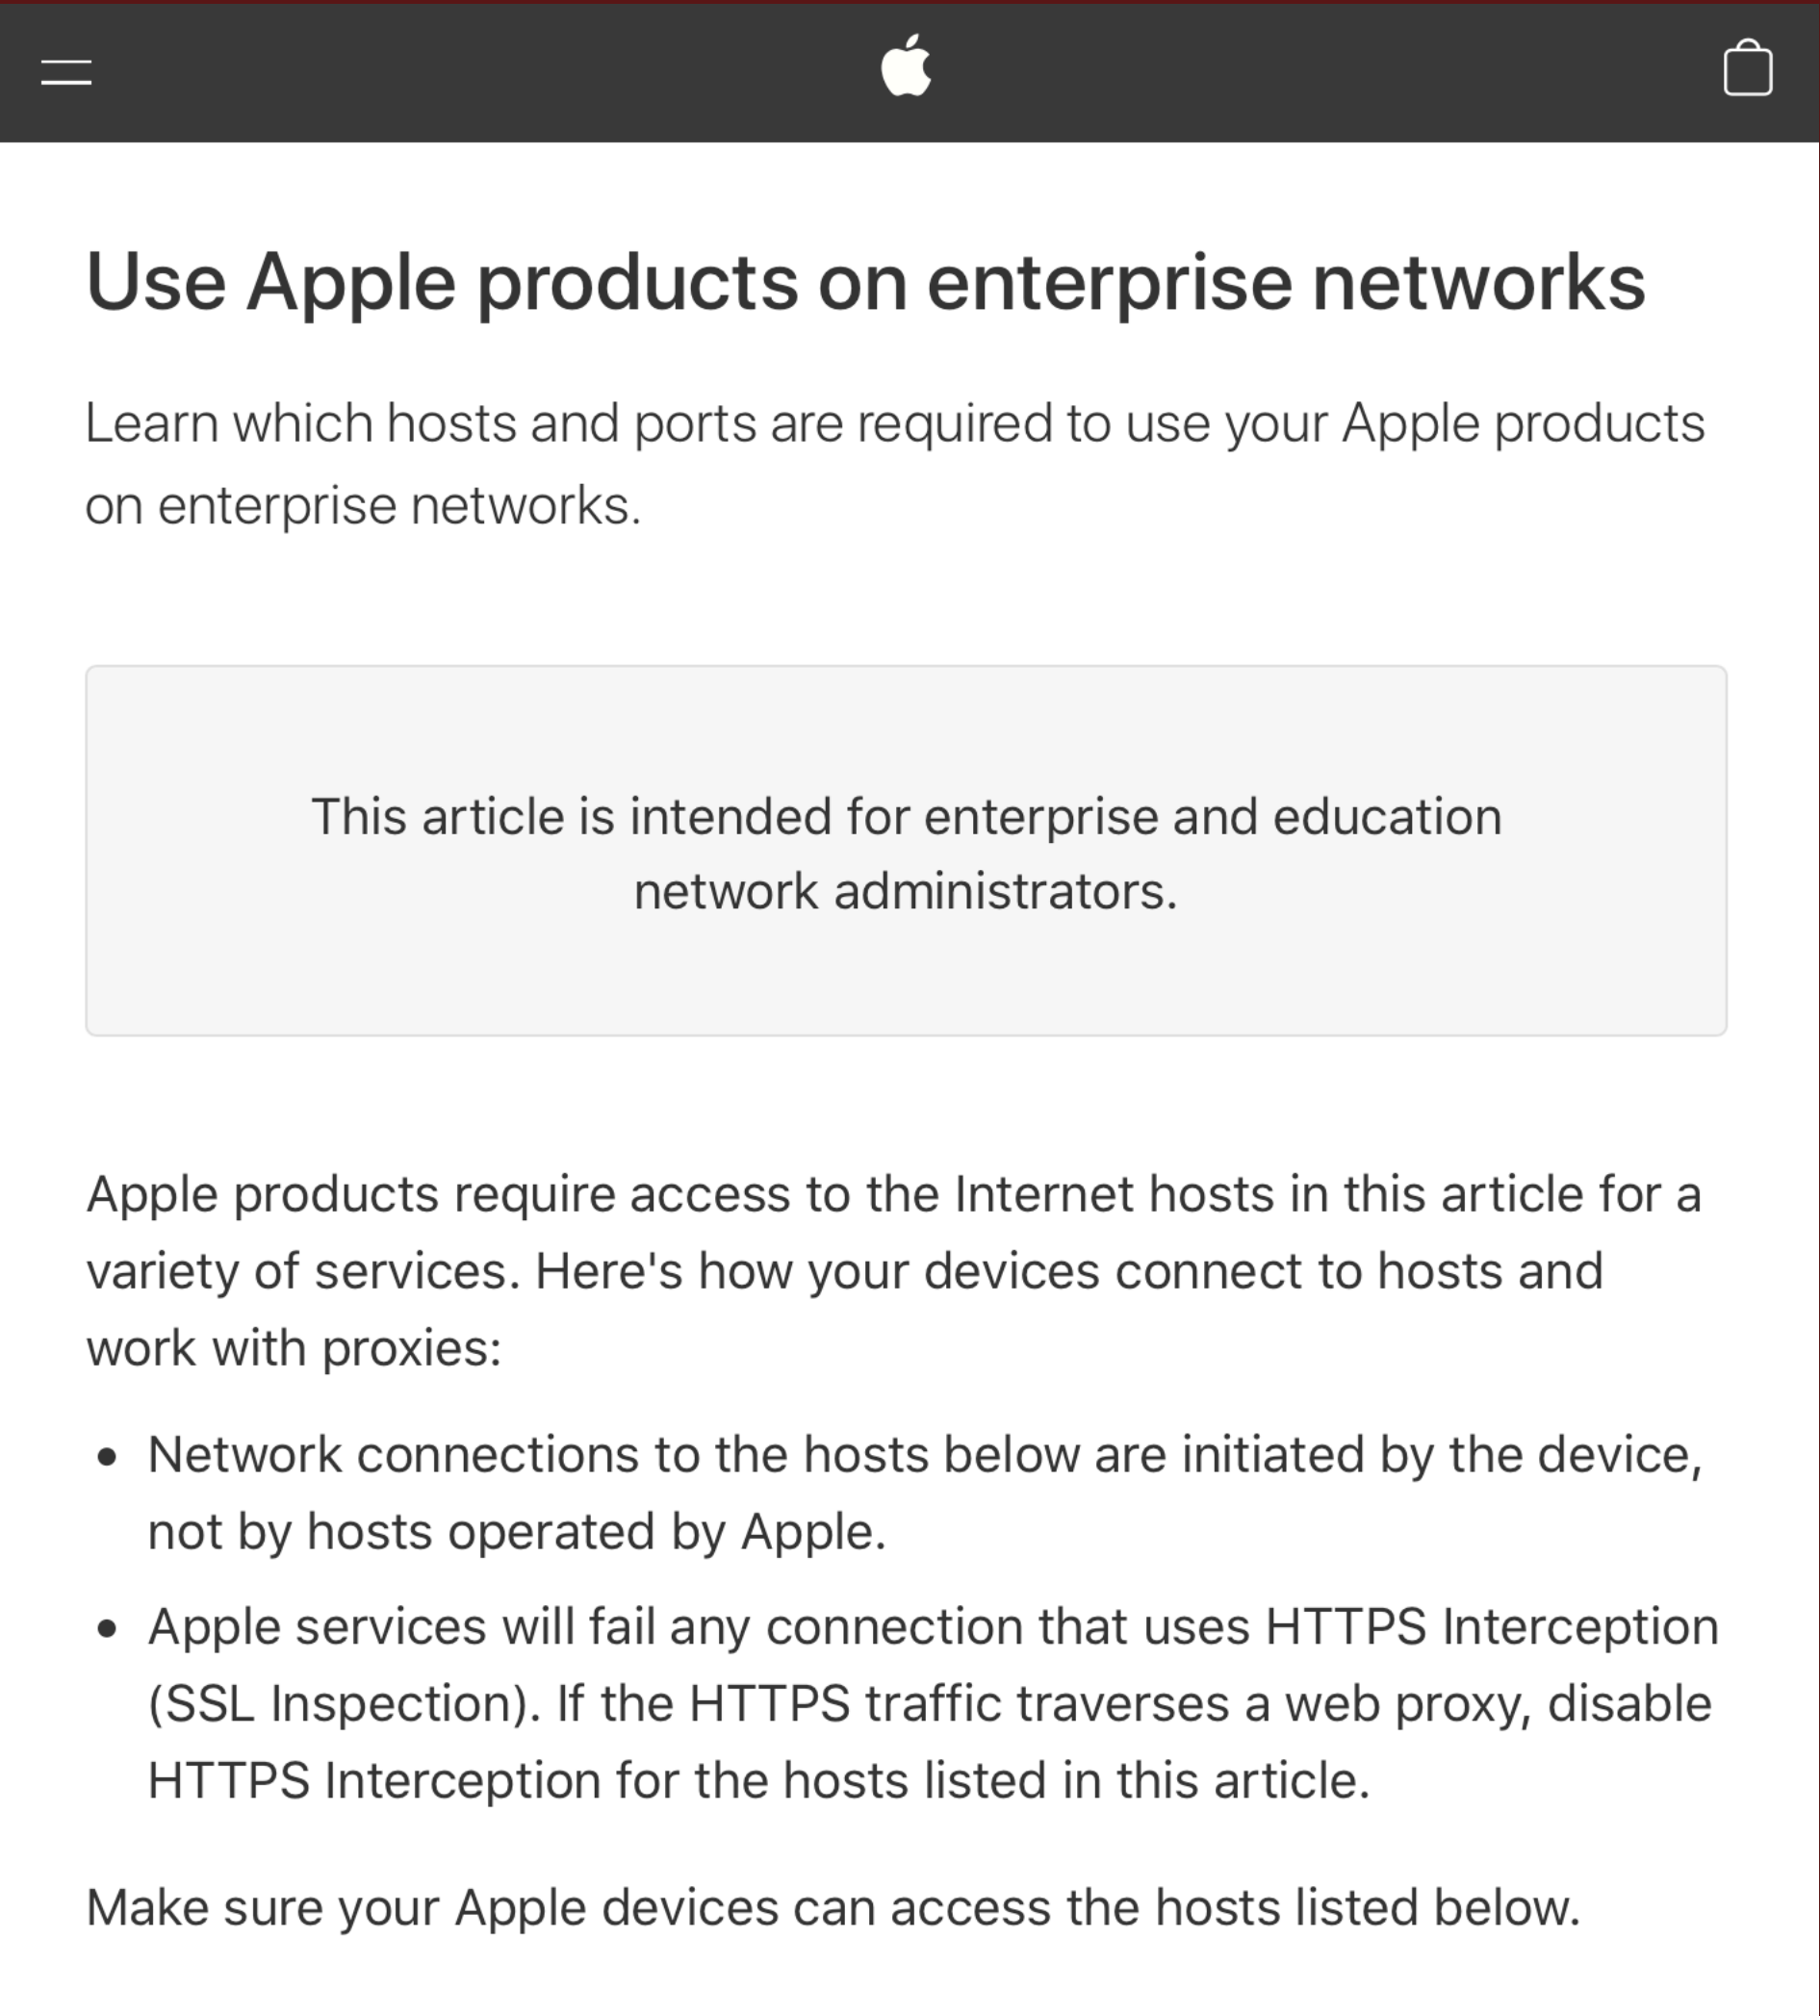 Use Apple products on enterprise networks
Learn which hosts and ports are required to use your Apple products
on enterprise networks.
This article is intended for enterprise and education
network administrators.
Apple products require access to the Internet hosts in this article for a
variety of services. Here's how your devices connect to hosts and
work with proxies:
• Network connections to the hosts below are initiated by the device,
not by hosts operated by Apple.
• Apple services will fail any connection that uses HTTPS Interception
(SSL Inspection). If the HTTPS traffic traverses a web proxy, disable
HTTPS Interception for the hosts listed in this article.
Make sure your Apple devices can access the hosts listed below.